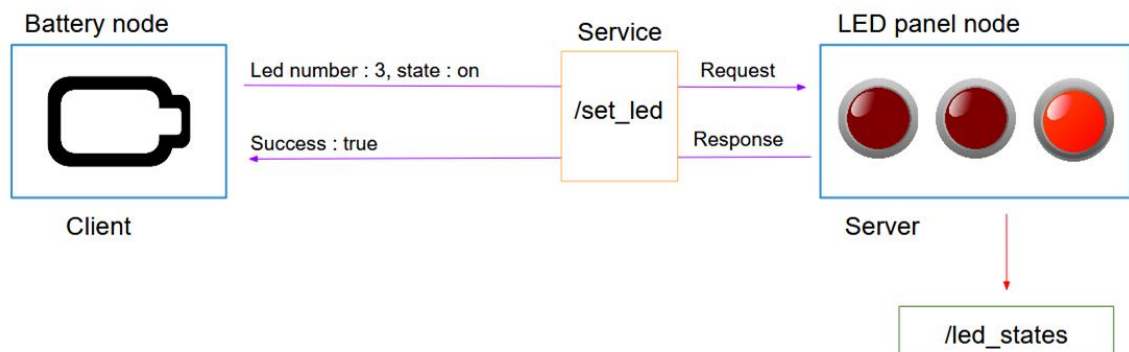 Battery node
Service
LED panel node
Led number : 3, state : on
Request
/set_led
Success : true
Response
Client
Server
/led_states